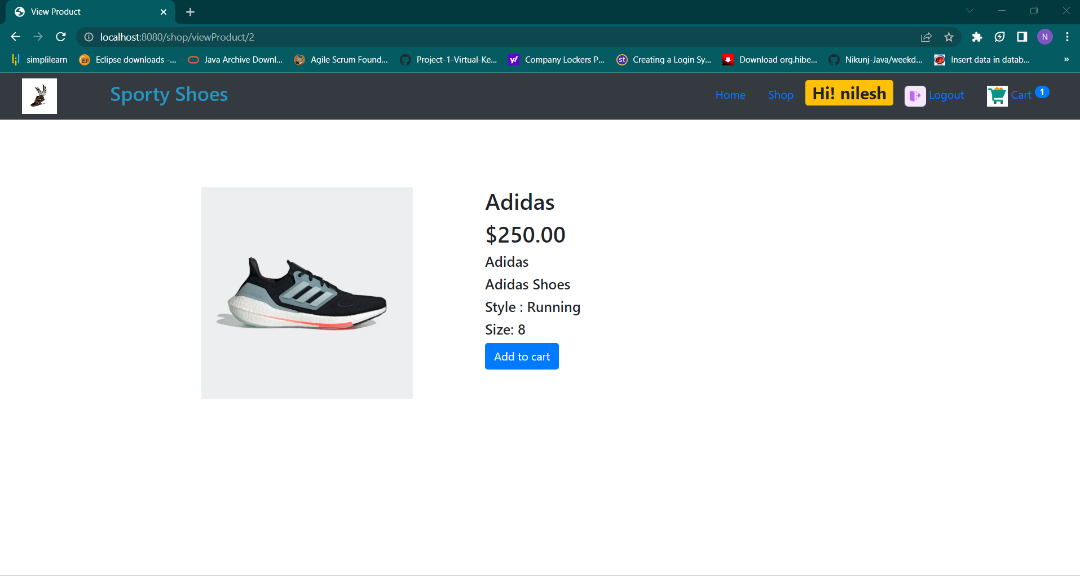 View Product
localhost:8080/shop/viewProduct/2
N
simplilearn
Eclipse downloads -...
Java Archive Downl...
Agile Scrum Found...
Project-1-Virtual-Ke...
Company Lockers P...
Creating a Login Sy...
Download org.hibe...
Nikunj-Java/weekd...
Insert data in datab...
»
Sporty Shoes
Home
Shop
Hi! nilesh
Logout
Cart 1
Adidas
$250.00
Adidas
Adidas Shoes
Style : Running
Size: 8
Add to cart